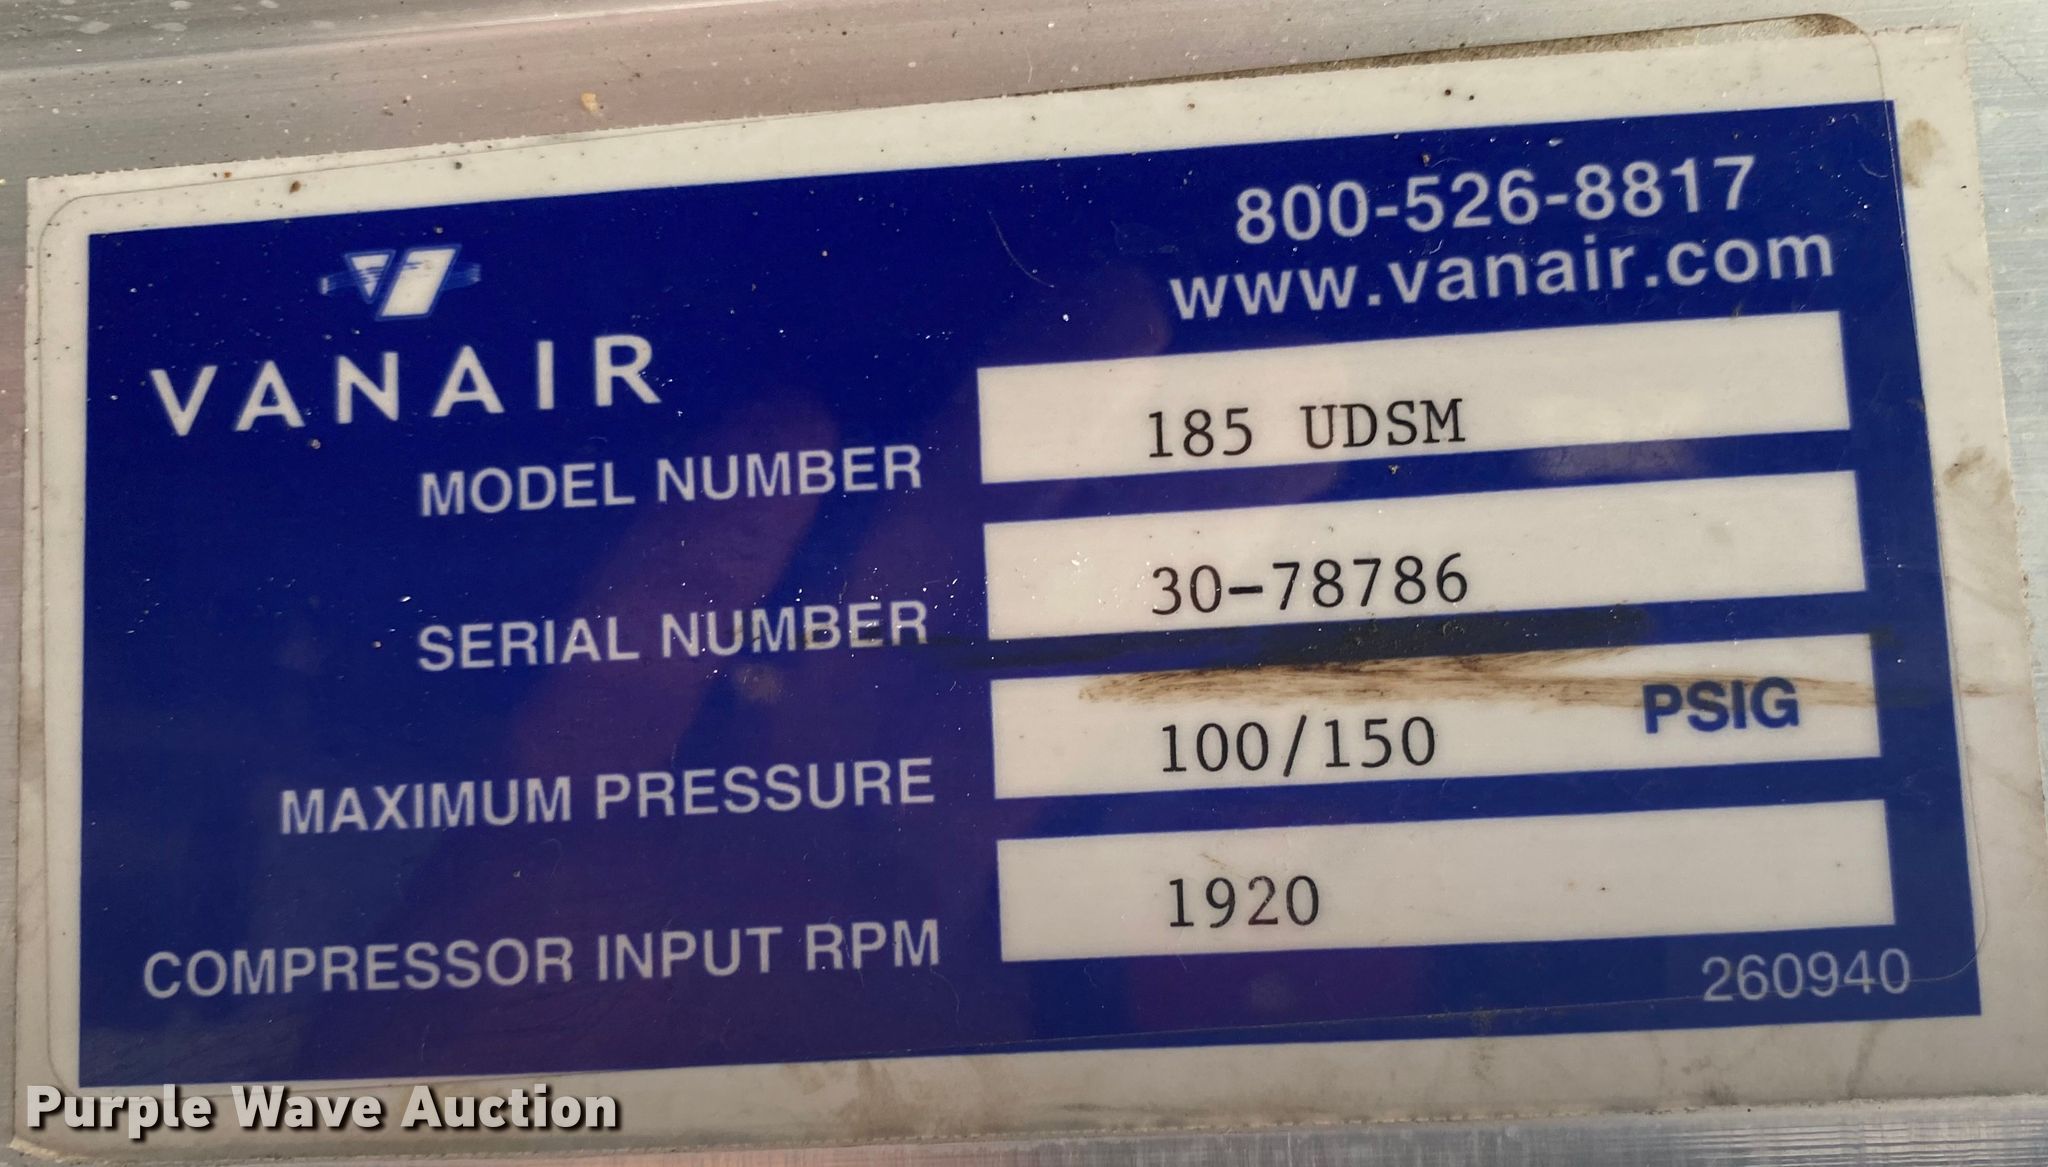 800-526-8817
www.vanair.com
VANAIR
MODEL NUMBER 185 UDSM
SERIAL NUMBER 30-78786
MAXIMUM PRESSURE 100/150 PSIG
COMPRESSOR INPUT RPM 1920
260940
Purple Wave Auction